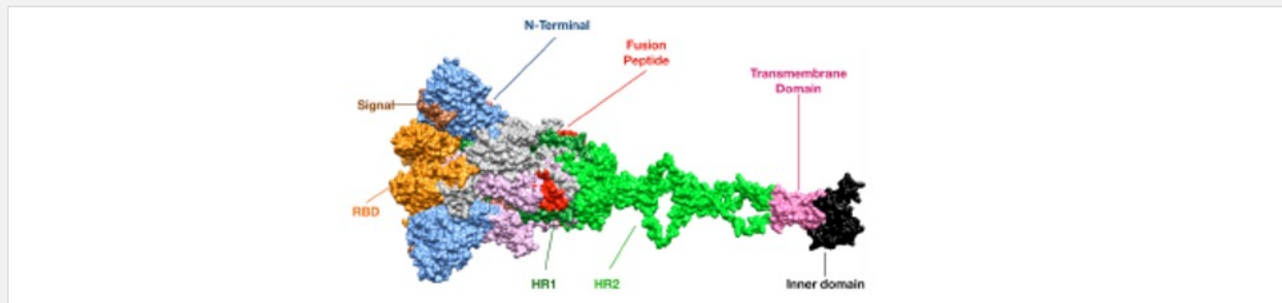 N-Terminal
Fusion
Peptide
Transmembrane
Domain
Signal
RBD
HR1
HR2
Inner domain